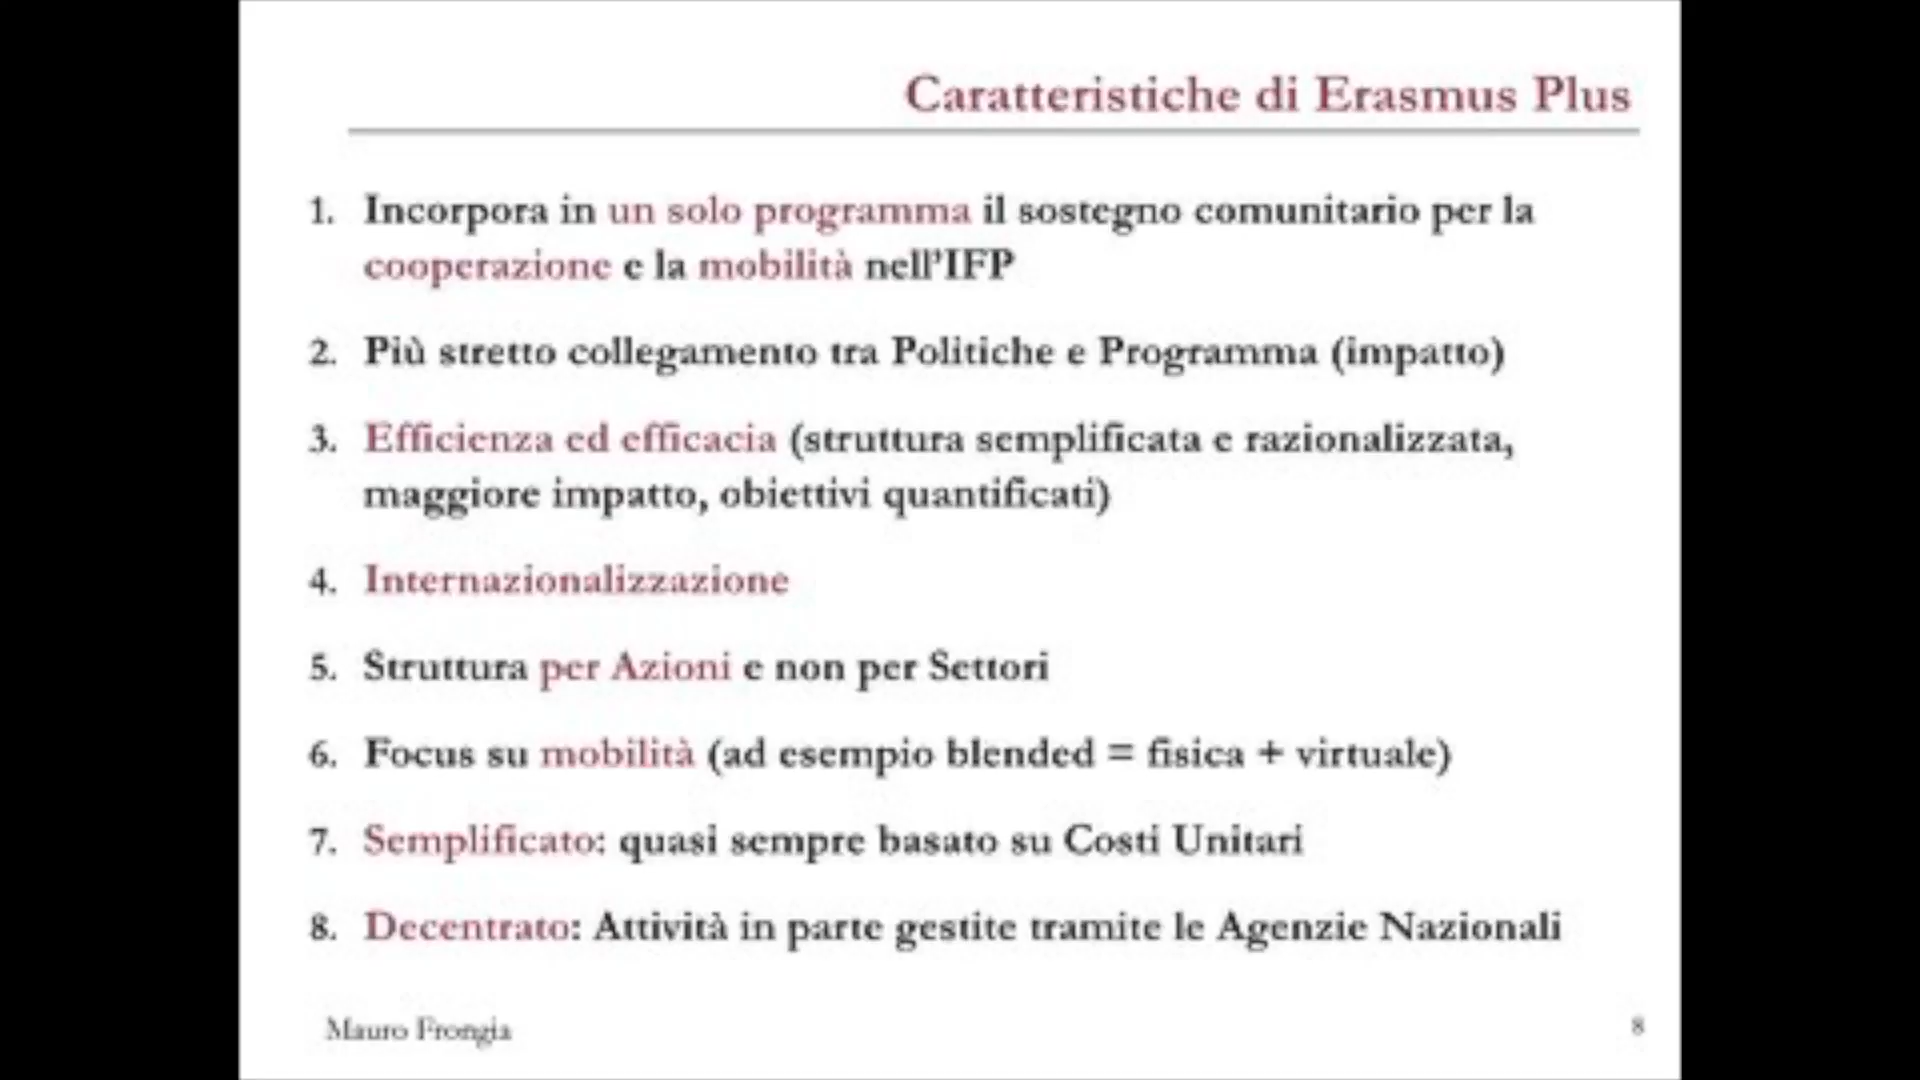 Caratteristiche di Erasmus Plus
1. Incorpora in un solo programma il sostegno comunitario per la
cooperazione e la mobilità nell'IFP
2. Più stretto collegamento tra Politiche e Programma (impatto)
3. Efficienza ed efficacia (struttura semplificata e razionalizzata,
maggiore impatto, obiettivi quantificati)
4. Internazionalizzazione
5. Struttura per Azioni e non per Settori
6. Focus su mobilità (ad esempio blended = fisica + virtuale)
7. Semplificato: quasi sempre basato su Costi Unitari
8. Decentrato: Attività in parte gestite tramite le Agenzie Nazionali
Mauro Frongia
8